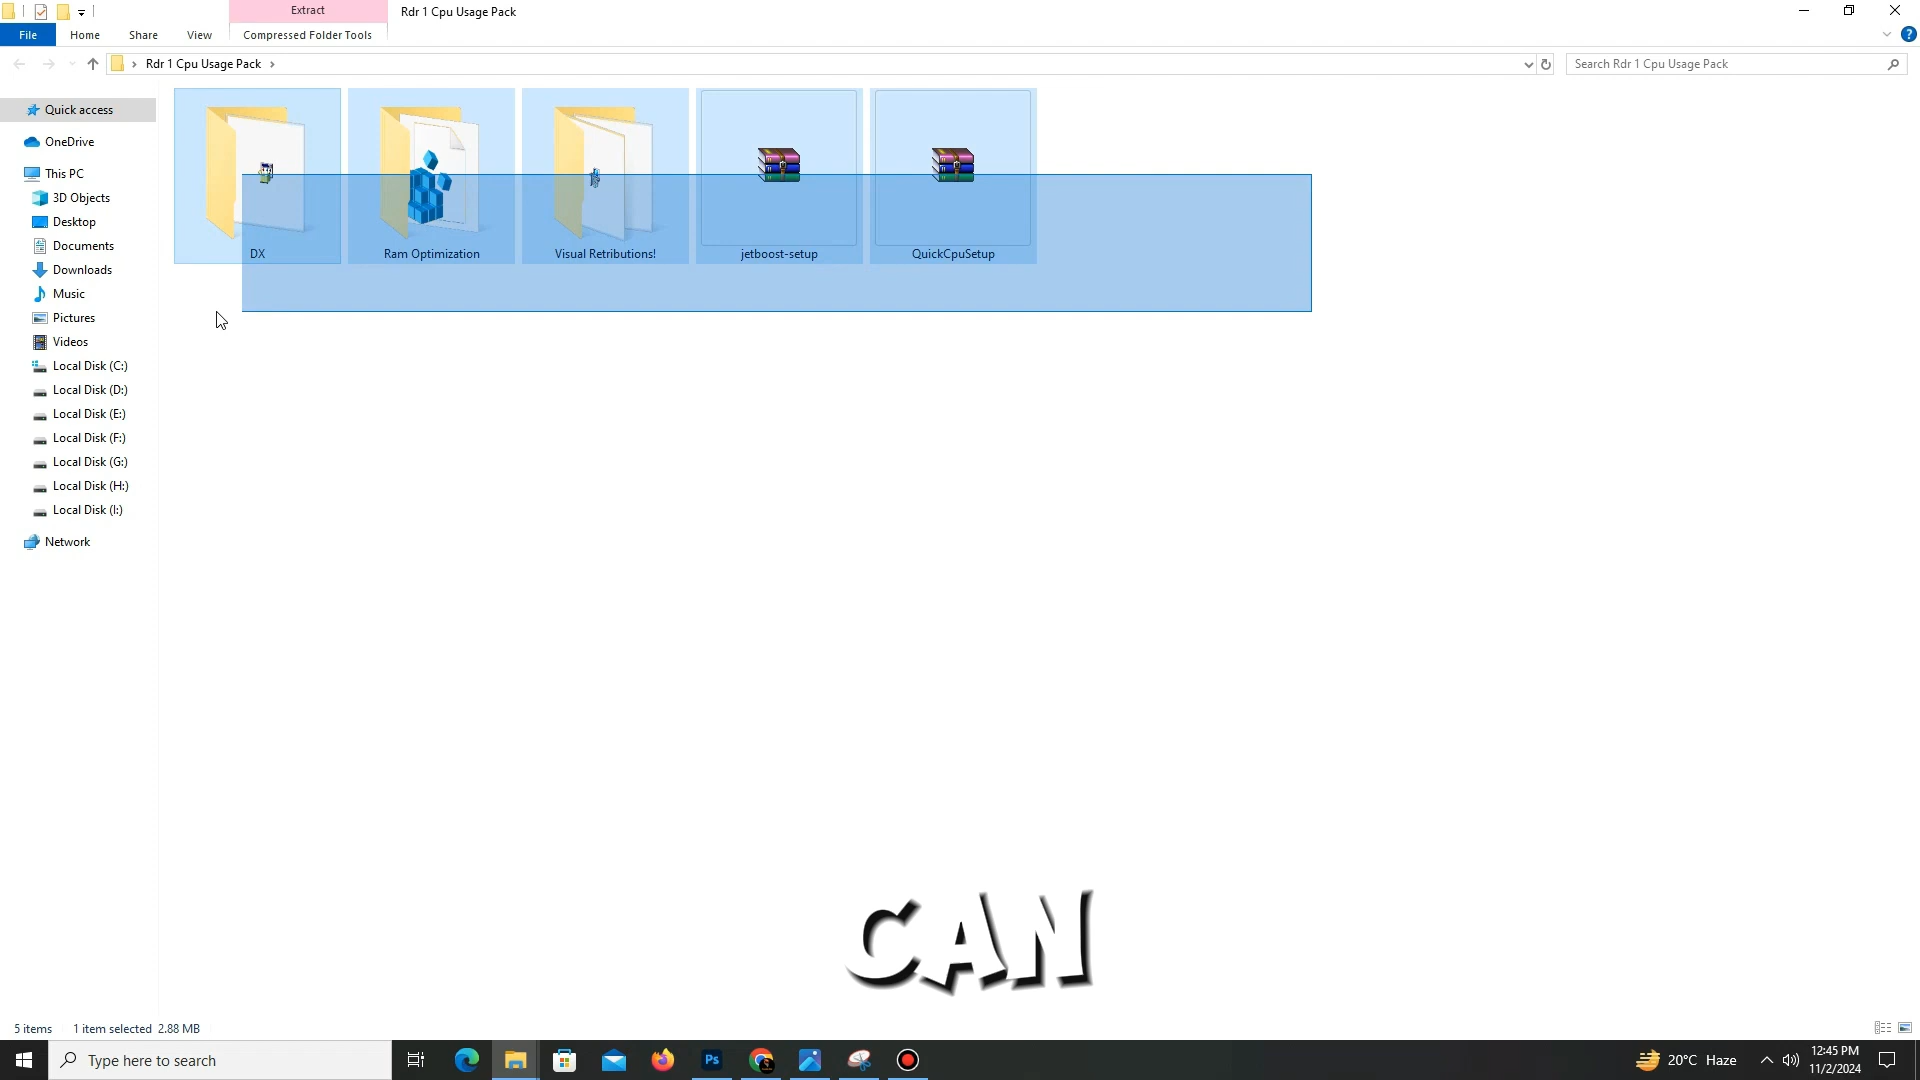 Extract
Rdr 1 Cpu Usage Pack
File
Home
Share
View
Compressed Folder Tools
?
Rdr 1 Cpu Usage Pack
Search Rdr 1 Cpu Usage Pack
Quick access
OneDrive
This PC
3D Objects
Desktop
Documents
Downloads
Music
Pictures
Videos
Local Disk (C:)
Local Disk (D:)
Local Disk (E:)
Local Disk (F:)
Local Disk (G:)
Local Disk (H:)
Local Disk (I:)
Network
DX
Ram Optimization
Visual Retributions!
jetboost-setup
QuickCpuSetup
CAN
5 items
1 item selected 2.88 MB
Type here to search
Ps
20°C Haze
12:45 PM
11/2/2024